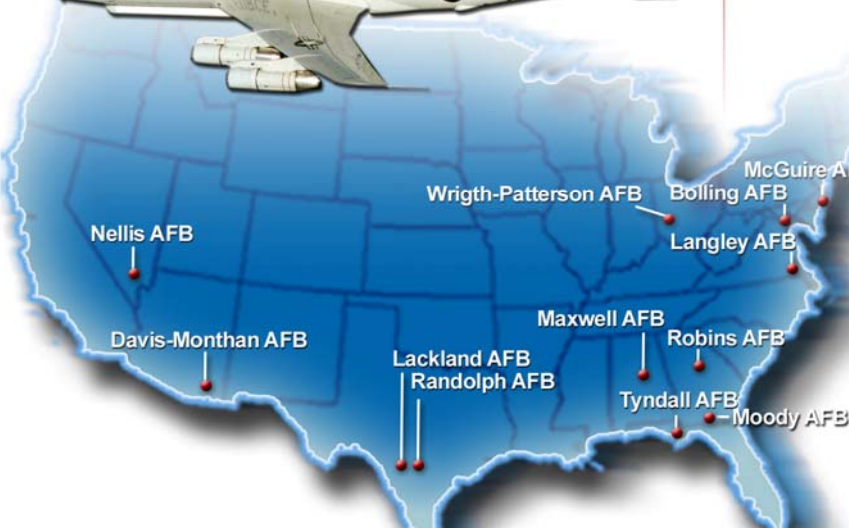 McGuire A
Wrigth-Patterson AFB
Bolling AFB
Nellis AFB
Langley AFB
Maxwell AFB
Davis-Monthan AFB
Robins AFB
Lackland AFB
Randolph AFB
Tyndall AFB
Moody AFB